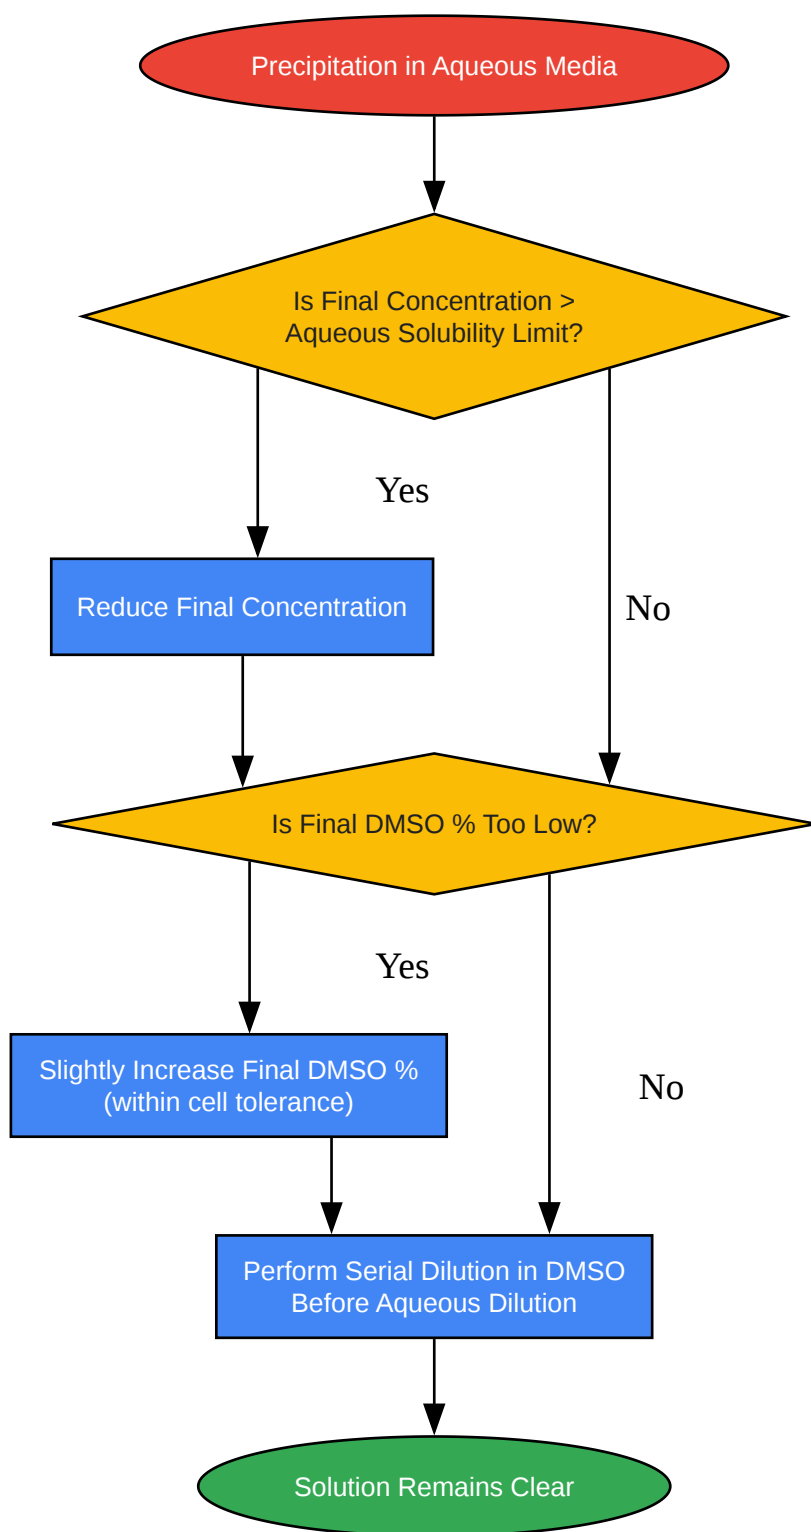 Precipitation in Aqueous Media
Is Final Concentration >
Aqueous Solubility Limit?
Yes
Reduce Final Concentration
No
Is Final DMSO % Too Low?
Yes
Slightly Increase Final DMSO %
(within cell tolerance)
No
Perform Serial Dilution in DMSO
Before Aqueous Dilution
Solution Remains Clear